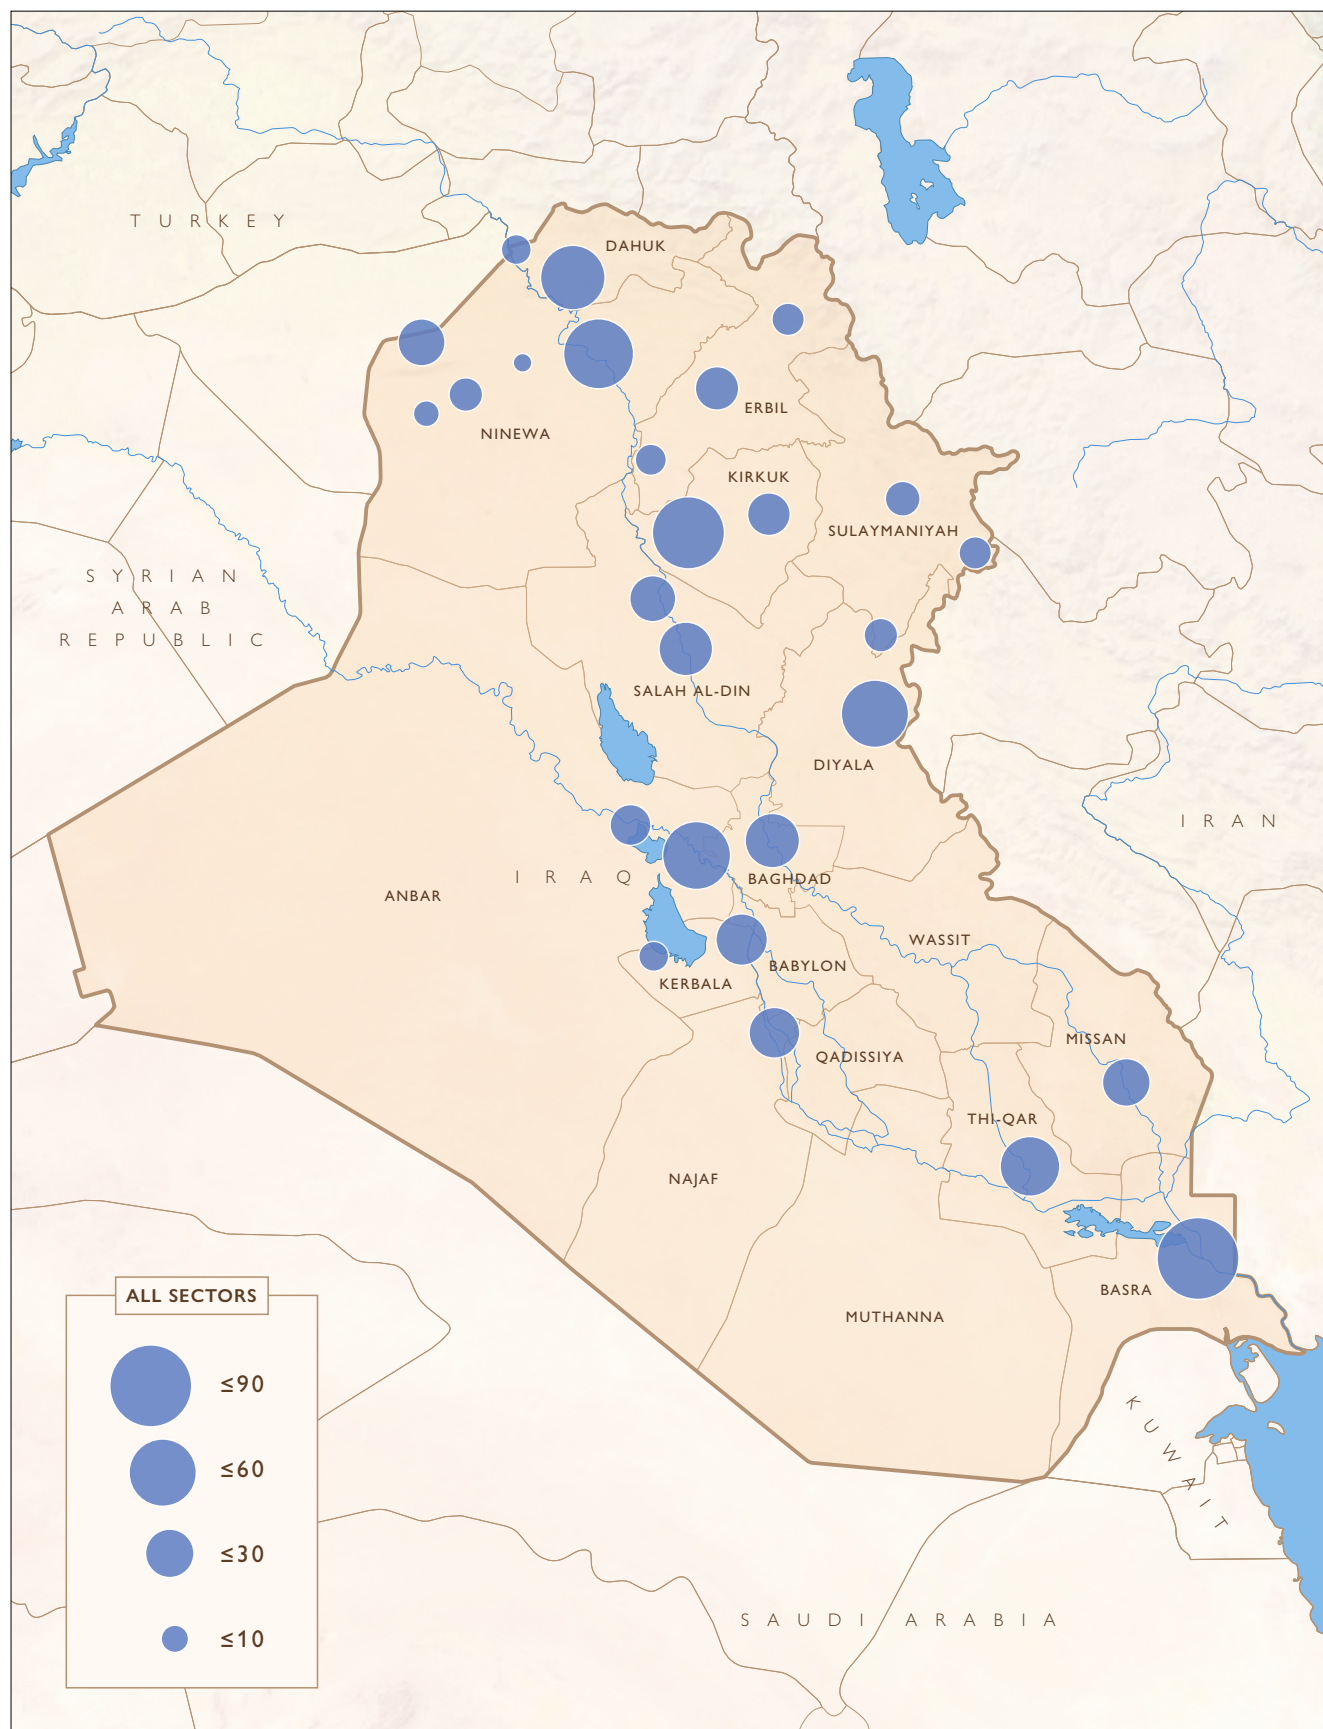 TURKEY
DAHUK
ERBIL
NINEWA
KIRKUK
SULAYMANIYAH
SYRIAN
ARAB
REPUBLIC
SALAH AL-DIN
DIYALA
IRAN
IRAQ
BAGHDAD
ANBAR
WASSIT
BABYLON
KERBALA
MISSAN
QADISSIYA
THI-QAR
NAJAF
BASRA
MUTHANNA
KUWAIT
SAUDI ARABIA
ALL SECTORS
≤90
≤60
≤30
≤10